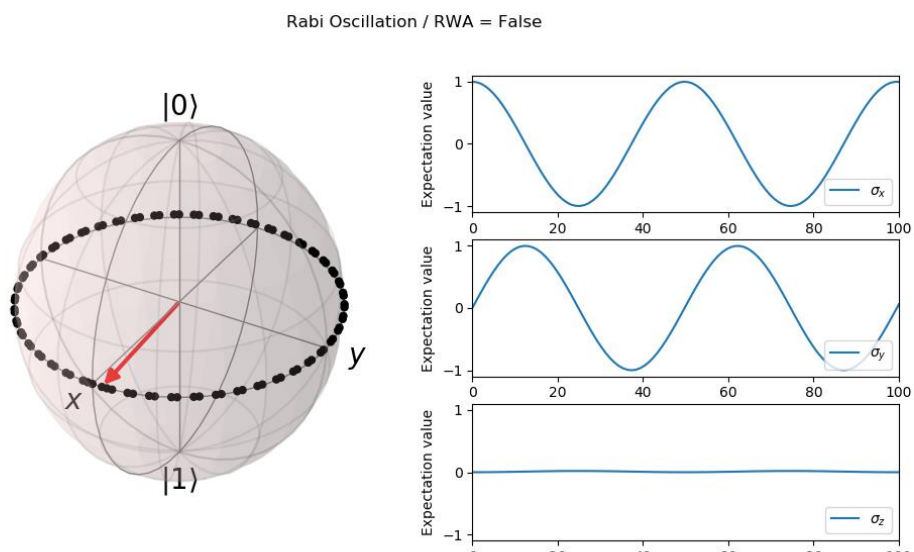 Rabi Oscillation / RWA = False
|0⟩
y
x
|1⟩
Expectation value
1
0
−1
σx
0 20 40 60 80 100
Expectation value
1
0
−1
σy
0 20 40 60 80 100
Expectation value
1
0
−1
σz